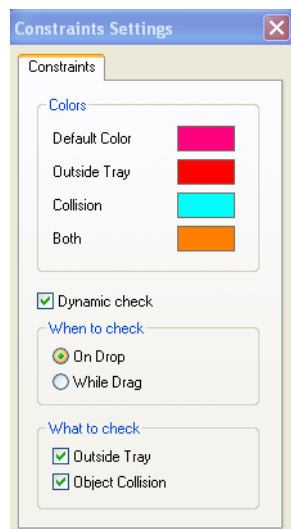 Constraints Settings
Constraints
Colors
Default Color
Outside Tray
Collision
Both
Dynamic check
When to check
On Drop
While Drag
What to check
Outside Tray
Object Collision